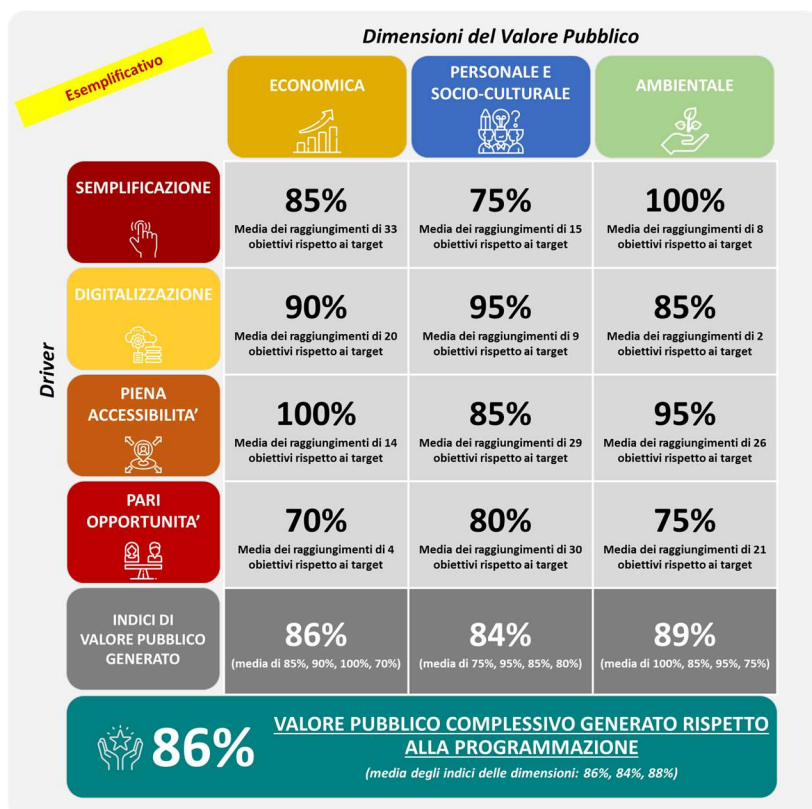 Dimensioni del Valore Pubblico
Esemplificativo
ECONOMICA
PERSONALE E
SOCIO-CULTURALE
AMBIENTALE
Driver
SEMPLIFICAZIONE
85%
Media dei raggiungimenti di 33
obiettivi rispetto ai target
75%
Media dei raggiungimenti di 15
obiettivi rispetto ai target
100%
Media dei raggiungimenti di 8
obiettivi rispetto ai target
DIGITALIZZAZIONE
90%
Media dei raggiungimenti di 20
obiettivi rispetto ai target
95%
Media dei raggiungimenti di 9
obiettivi rispetto ai target
85%
Media dei raggiungimenti di 2
obiettivi rispetto ai target
PIENA
ACCESSIBILITA’
100%
Media dei raggiungimenti di 14
obiettivi rispetto ai target
85%
Media dei raggiungimenti di 29
obiettivi rispetto ai target
95%
Media dei raggiungimenti di 26
obiettivi rispetto ai target
PARI
OPPORTUNITA’
70%
Media dei raggiungimenti di 4
obiettivi rispetto ai target
80%
Media dei raggiungimenti di 30
obiettivi rispetto ai target
75%
Media dei raggiungimenti di 21
obiettivi rispetto ai target
INDICI DI
VALORE PUBBLICO
GENERATO
86%
(media di 85%, 90%, 100%, 70%)
84%
(media di 75%, 95%, 85%, 80%)
89%
(media di 100%, 85%, 95%, 75%)
86%
VALORE PUBBLICO COMPLESSIVO GENERATO RISPETTO
ALLA PROGRAMMAZIONE
(media degli indici delle dimensioni: 86%, 84%, 88%)